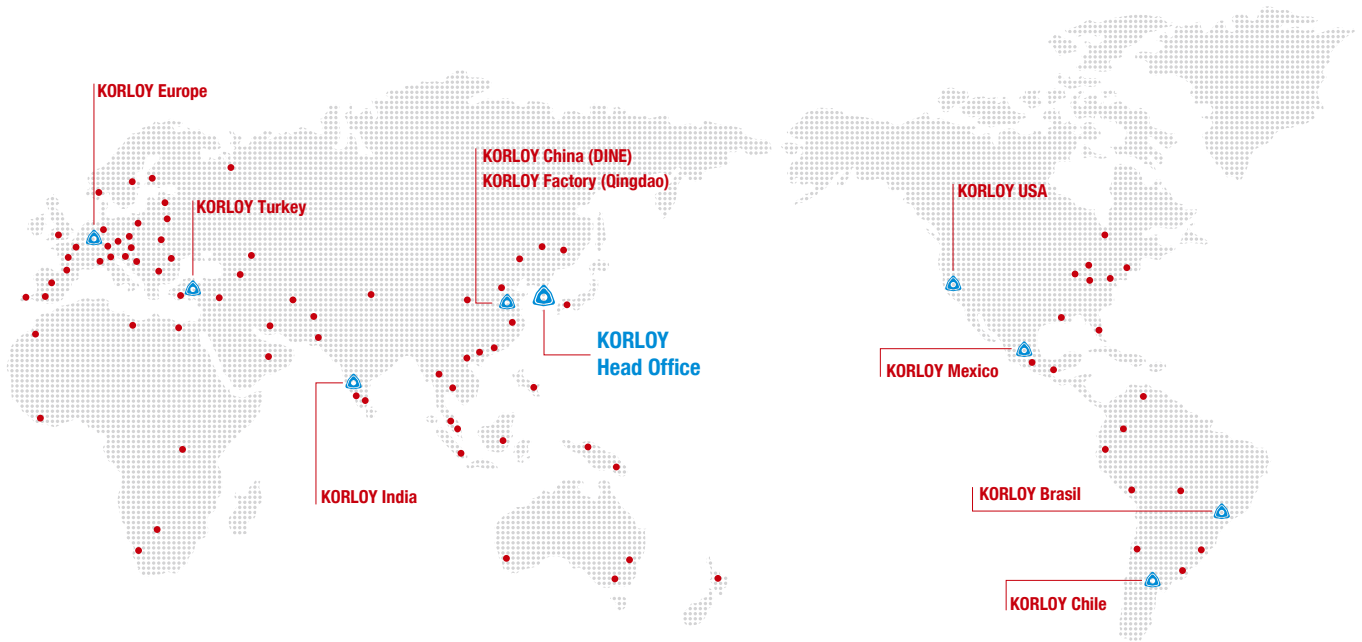 KORLOY Europe
KORLOY China (DINE)
KORLOY Factory (Qingdao)
KORLOY USA
KORLOY Turkey
KORLOY
Head Office
KORLOY Mexico
KORLOY India
KORLOY Brasil
KORLOY Chile